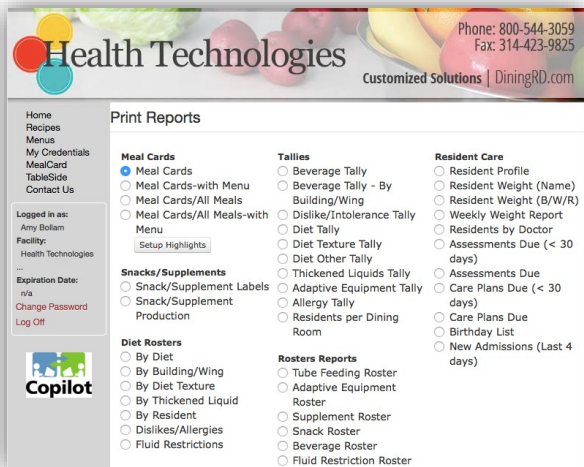 Phone: 800-544-3059
Fax: 314-423-9825
Health Technologies
Customized Solutions | DiningRD.com
Home
Recipes
Menus
My Credentials
MealCard
TableSide
Contact Us
Logged in as:
Amy Bollam
Facility:
Health Technologies
...
Expiration Date:
n/a
Change Password
Log Off
Copilot
Print Reports
Meal Cards
Meal Cards
Meal Cards-with Menu
Meal Cards/All Meals
Meal Cards/All Meals-with
Menu
Setup Highlights
Snacks/Supplements
Snack/Supplement Labels
Snack/Supplement
Production
Diet Rosters
By Diet
By Building/Wing
By Diet Texture
By Thickened Liquid
By Resident
Dislikes/Allergies
Fluid Restrictions
Tallies
Beverage Tally
Beverage Tally - By
Building/Wing
Dislike/Intolerance Tally
Diet Tally
Diet Texture Tally
Diet Other Tally
Thickened Liquids Tally
Adaptive Equipment Tally
Allergy Tally
Residents per Dining
Room
Rosters Reports
Tube Feeding Roster
Adaptive Equipment
Roster
Supplement Roster
Snack Roster
Beverage Roster
Fluid Restriction Roster
Resident Care
Resident Profile
Resident Weight (Name)
Resident Weight (B/W/R)
Weekly Weight Report
Residents by Doctor
Assessments Due (< 30
days)
Assessments Due
Care Plans Due (< 30
days)
Care Plans Due
Birthday List
New Admissions (Last 4
days)